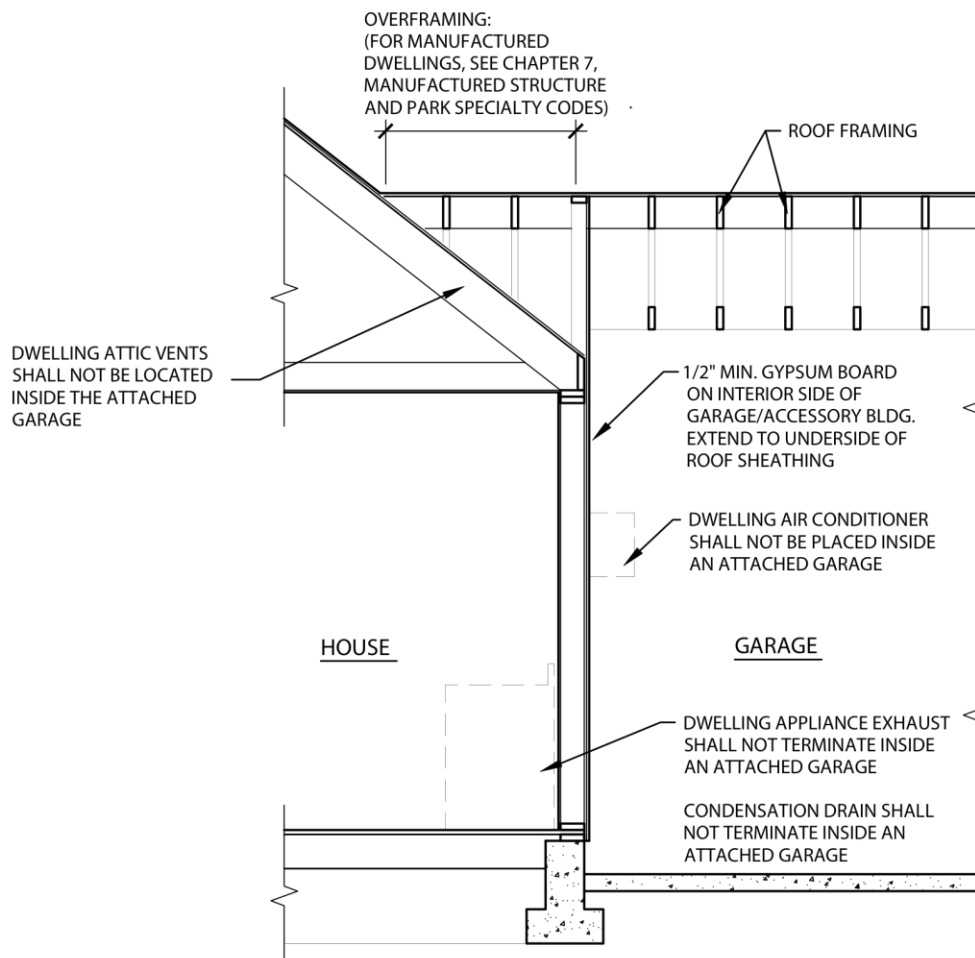 OVERFRAMING:
(FOR MANUFACTURED
DWELLINGS, SEE CHAPTER 7,
MANUFACTURED STRUCTURE
AND PARK SPECIALTY CODES)
ROOF FRAMING
DWELLING ATTIC VENTS
SHALL NOT BE LOCATED
INSIDE THE ATTACHED
GARAGE
1/2" MIN. GYPSUM BOARD
ON INTERIOR SIDE OF
GARAGE/ACCESSORY BLDG.
EXTEND TO UNDERSIDE OF
ROOF SHEATHING
DWELLING AIR CONDITIONER
SHALL NOT BE PLACED INSIDE
AN ATTACHED GARAGE
HOUSE
GARAGE
DWELLING APPLIANCE EXHAUST
SHALL NOT TERMINATE INSIDE
AN ATTACHED GARAGE
CONDENSATION DRAIN SHALL
NOT TERMINATE INSIDE AN
ATTACHED GARAGE